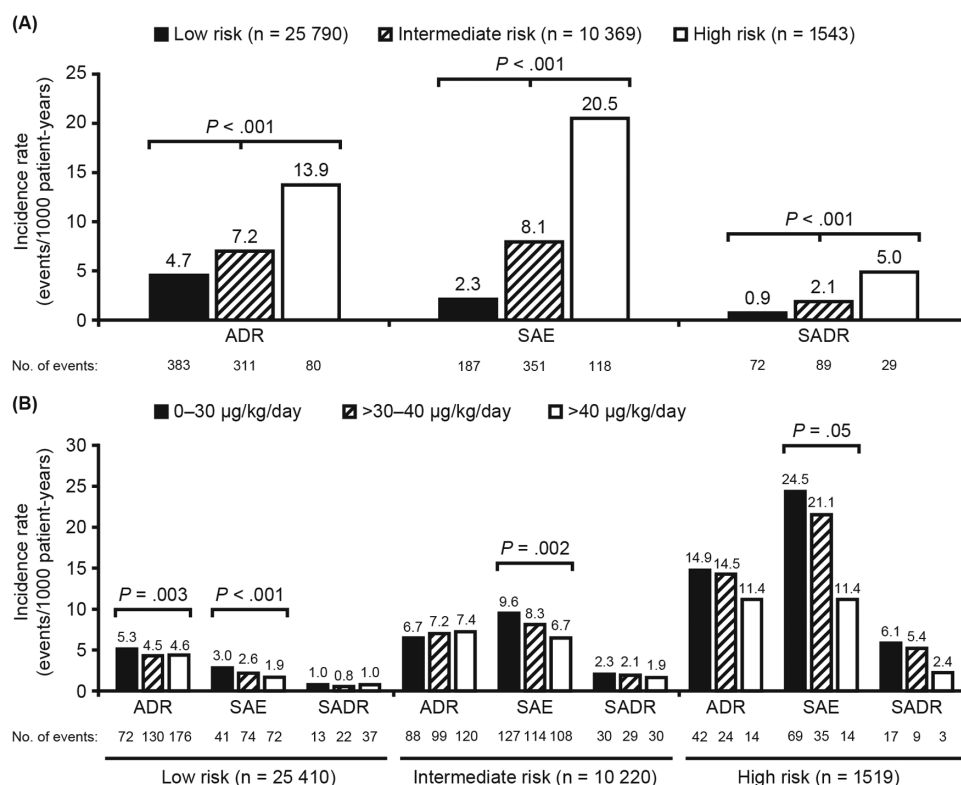 (A)
Low risk (n = 25 790) Intermediate risk (n = 10 369) High risk (n = 1543)
Incidence rate
(events/1000 patient-years)
25
20
15
10
5
0
P < .001
4.7 7.2 13.9
P < .001
2.3 8.1 20.5
P < .001
0.9 2.1 5.0
ADR SAE SADR
No. of events: 383 311 80 187 351 118 72 89 29
(B)
0–30 µg/kg/day >30–40 µg/kg/day >40 µg/kg/day
Incidence rate
(events/1000 patient-years)
30
25
20
15
10
5
0
P = .003
5.3 4.5 4.6
P < .001
3.0 2.6 1.9
1.0 0.8 1.0
6.7 7.2 7.4
P = .002
9.6 8.3 6.7
2.3 2.1 1.9
14.9 14.5 11.4
P = .05
24.5 21.1 11.4
6.1 5.4 2.4
ADR SAE SADR ADR SAE SADR ADR SAE SADR
No. of events: 72 130 176 41 74 72 13 22 37 88 99 120 127 114 108 30 29 30 42 24 14 69 35 14 17 9 3
Low risk (n = 25 410) Intermediate risk (n = 10 220) High risk (n = 1519)